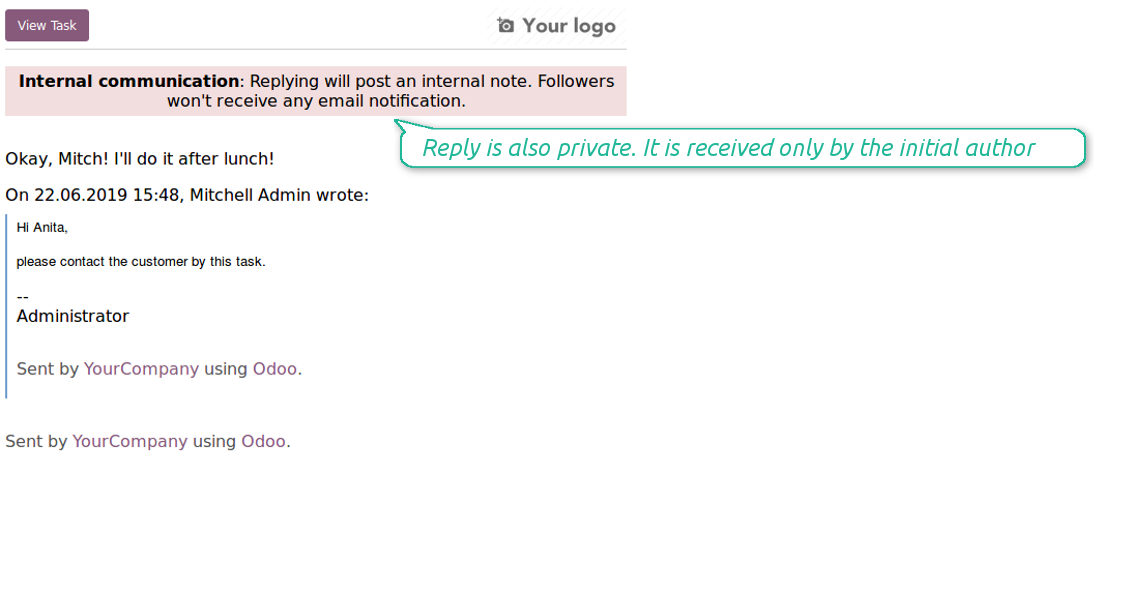 View Task
Your logo
Internal communication: Replying will post an internal note. Followers
won't receive any email notification.
Reply is also private. It is received only by the initial author
Okay, Mitch! I'll do it after lunch!
On 22.06.2019 15:48, Mitchell Admin wrote:
Hi Anita,
please contact the customer by this task.
--
Administrator
Sent by YourCompany using Odoo.
Sent by YourCompany using Odoo.